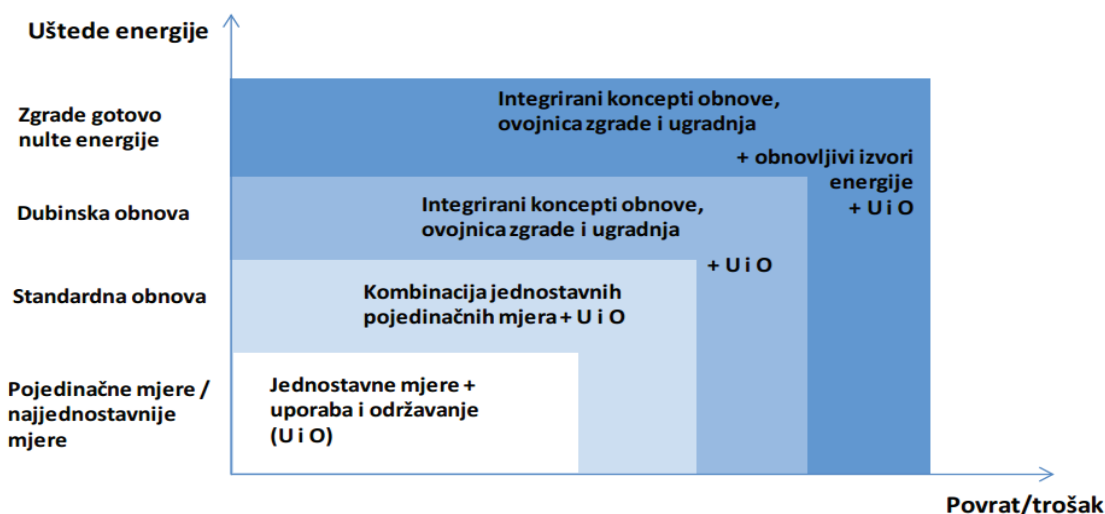 Uštede energije
Zgrade gotovo
nulte energije
Integrirani koncepti obnove,
ovojnica zgrade i ugradnja
+ obnovljivi izvori
energije
+ U i O
Dubinska obnova
Integrirani koncepti obnove,
ovojnica zgrade i ugradnja
+ U i O
Standardna obnova
Kombinacija jednostavnih
pojedinačnih mjera + U i O
Pojedinačne mjere /
najjednostavnije
mjere
Jednostavne mjere +
uporaba i održavanje
(U i O)
Povrat/trošak